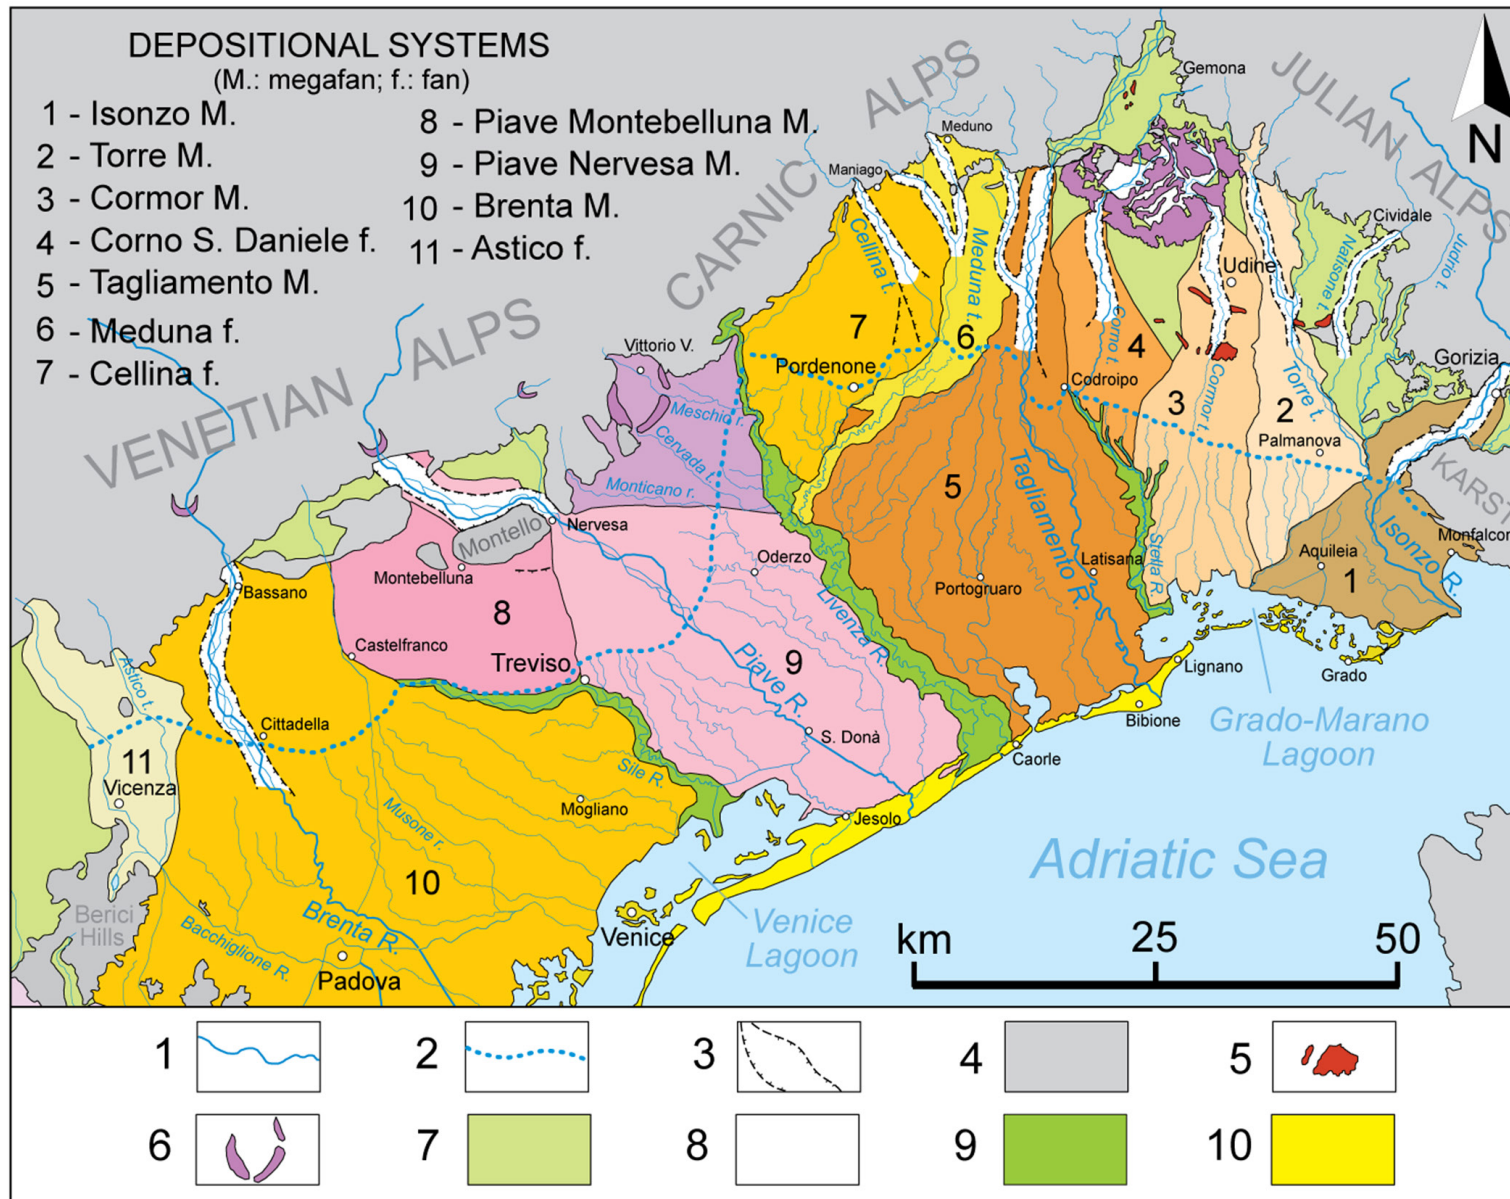 DEPOSITIONAL SYSTEMS
(M.: megafan; f.: fan)
1 - Isonzo M.
2 - Torre M.
3 - Cormor M.
4 - Corno S. Daniele f.
5 - Tagliamento M.
6 - Meduna f.
7 - Cellina f.
8 - Piave Montebelluna M.
9 - Piave Nervesa M.
10 - Brenta M.
11 - Astico f.
VENETIAN ALPS
CARNIC ALPS
JULIAN ALPS
KARST
N
Gemona
Meduno
Maniago
Cividale
Udine
Cellina t.
Meduna t.
Natisone t.
Judrio t.
Corno t.
Cormor t.
Torre t.
Gorizia
Vittorio V.
Pordenone
Codroipo
Palmanova
7
6
4
3
2
Meschio r.
Cervada t.
Monticano r.
5
Tagliamento R.
Isonzo R.
Monfalcon
Montello
Nervesa
Oderzo
Portogruaro
Latisana
Stella R.
Aquileia
1
Montebelluna
Bassano
8
Castelfranco
Treviso
Livenza R.
Piave R.
9
Astico t.
Lignano
Grado
Bibione
Grado-Marano
Lagoon
Cittadella
S. Donà
Caorle
11
Vicenza
Sile R.
Mogliano
Musone r.
Jesolo
Adriatic Sea
10
Berici
Hills
Brenta R.
Bacchiglione R.
Padova
Venice
Venice
Lagoon
km 25 50
1 2 3 4 5
6 7 8 9 10